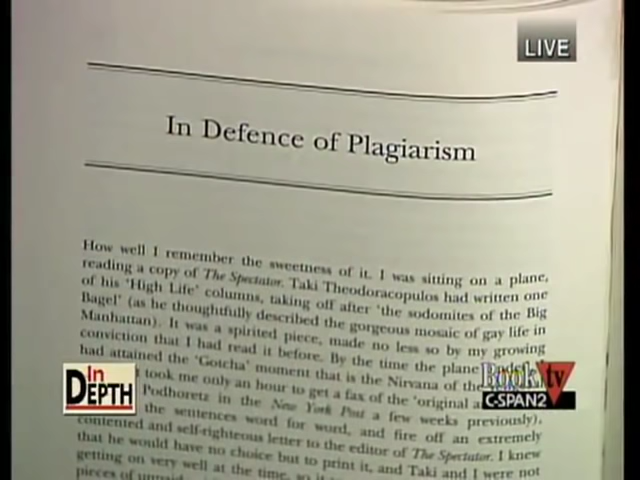 LIVE
In Defence of Plagiarism
How well I remember the sweetness of it. I was sitting on a plane,
reading a copy of The Spectator. Taki Theodoracopulos had written one
of his 'High Life' columns, taking off after 'the sodomites of the Big
Bagel' (as he thoughtfully described the gorgeous mosaic of gay life in
Manhattan). It was a spirited piece, made no less so by my growing
conviction that I had read it before. By the time the plane
had attained the 'Gotcha' moment that is the Nirvana of the
took me only an hour to get a fax of the 'original
Podhoretz in the New York Post a few weeks previously),
the sentences word for word, and fire off an extremely
contented and self-righteous letter to the editor of The Spectator. I knew
that he would have no choice but to print it, and Taki and I were not
getting on very well at the time, so it
pieces of
In
DEPTH
Book tv
C-SPAN2